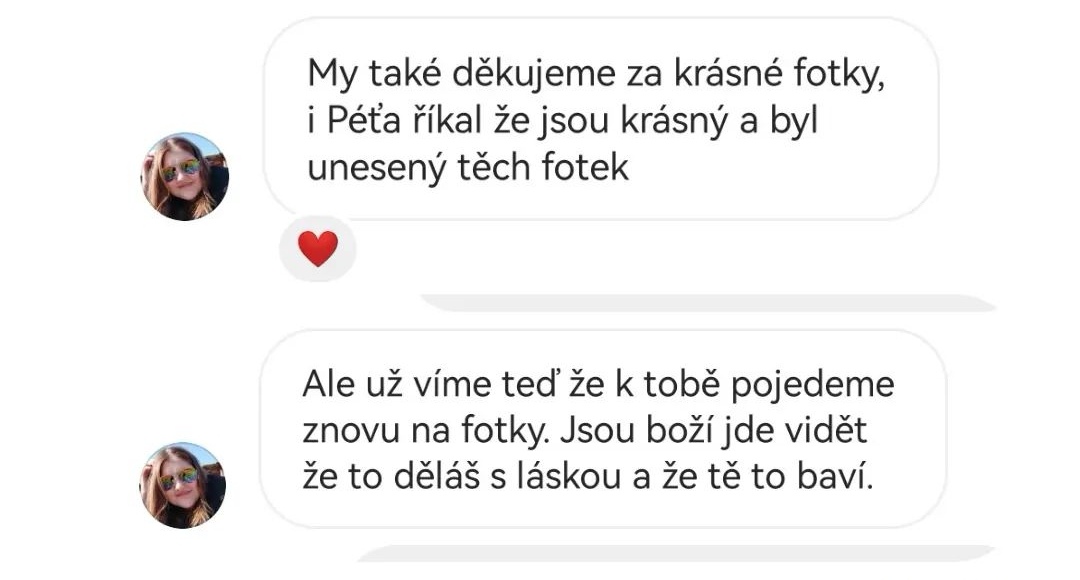 My také děkujeme za krásné fotky,
i Péťa říkal že jsou krásný a byl
unesený těch fotek
Ale už víme teď že k tobě pojedeme
znovu na fotky. Jsou boží jde vidět
že to děláš s láskou a že tě to baví.